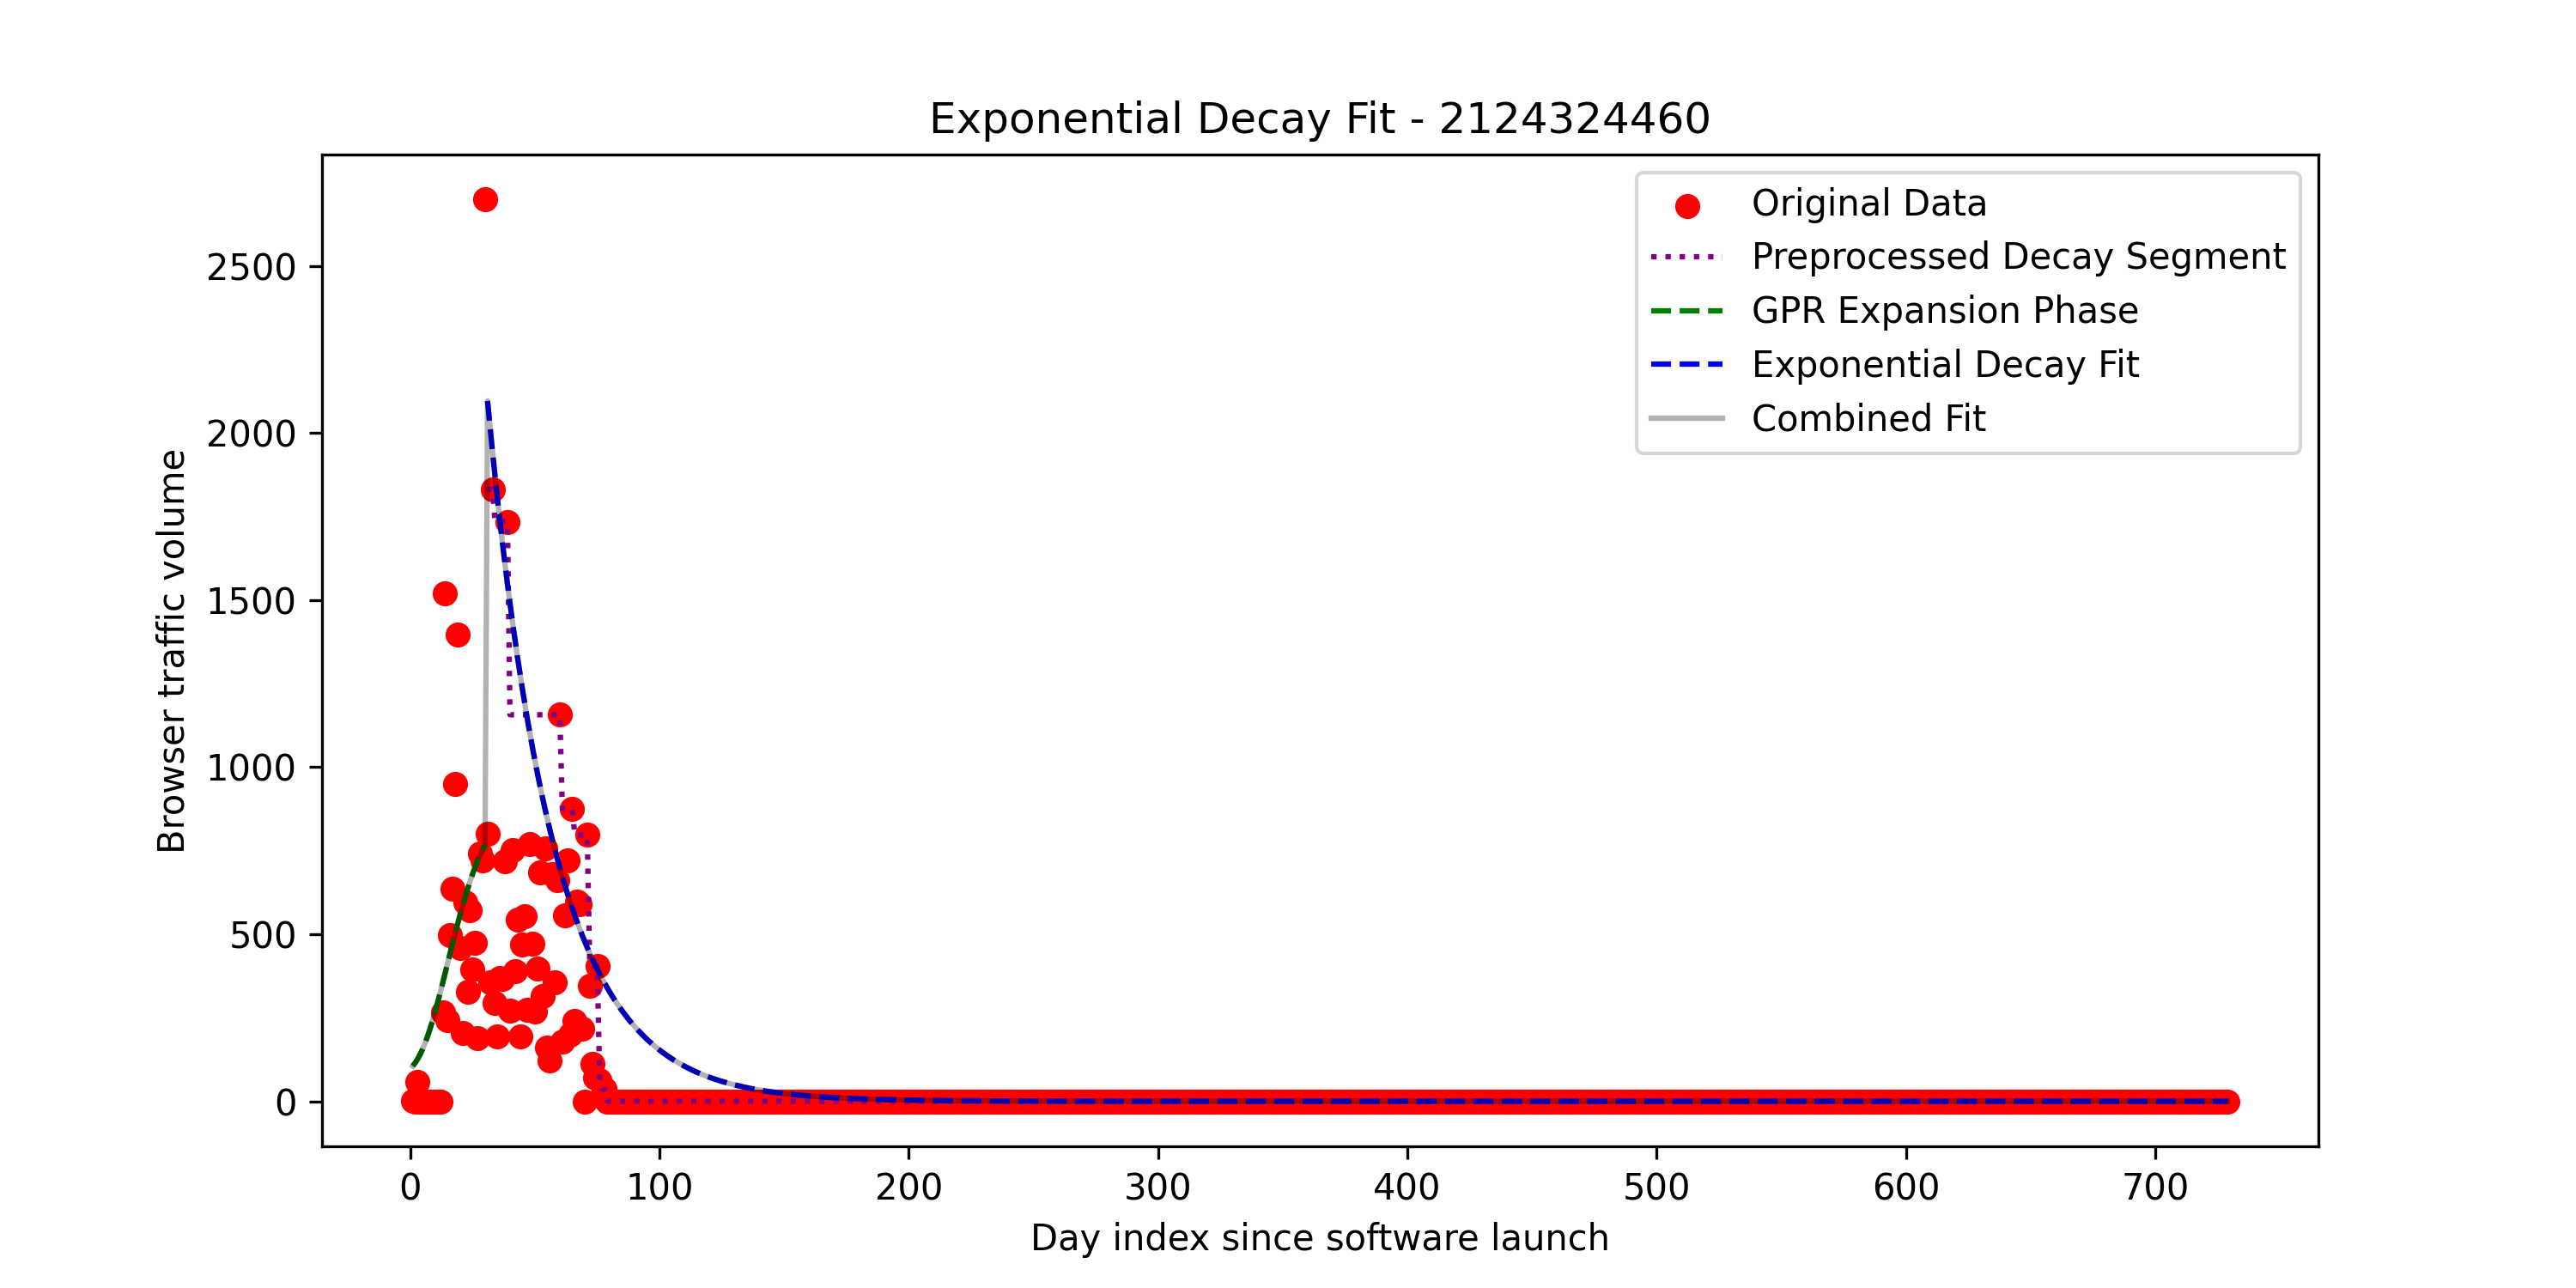 Exponential Decay Fit - 2124324460
Original Data
Preprocessed Decay Segment
GPR Expansion Phase
Exponential Decay Fit
Combined Fit
Browser traffic volume
2500
2000
1500
1000
500
0
0 100 200 300 400 500 600 700
Day index since software launch